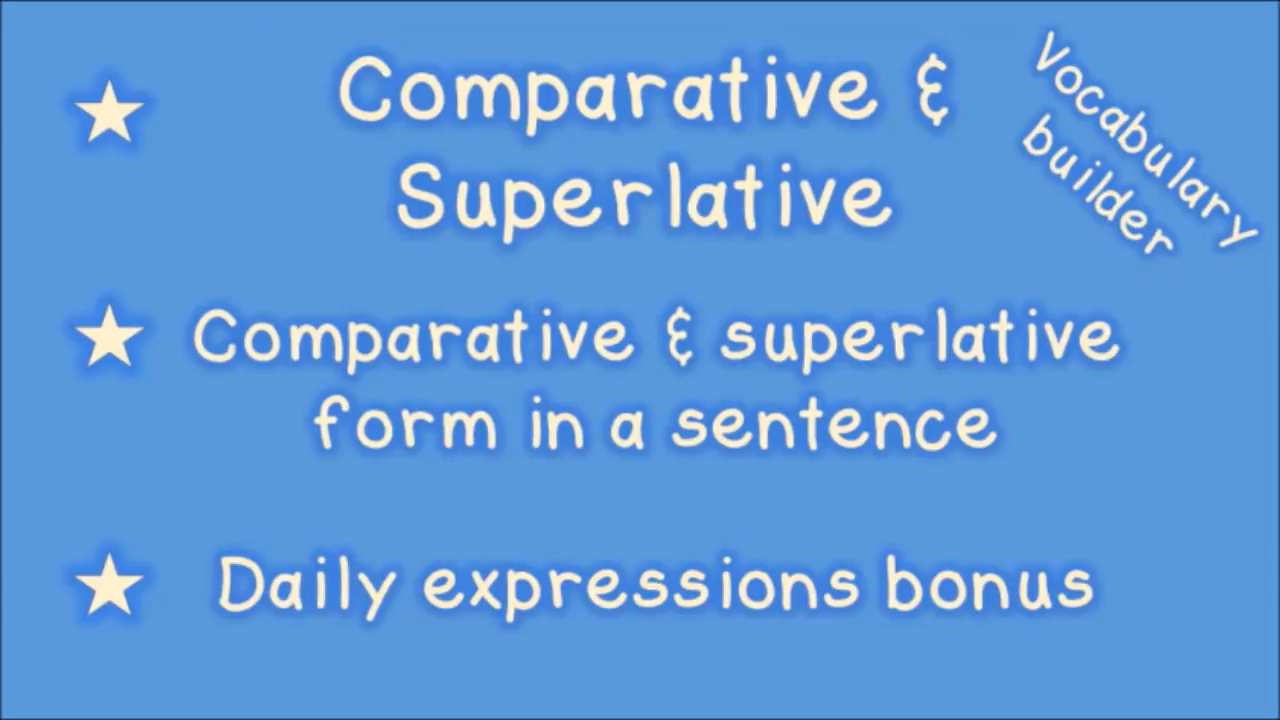 Comparative &
Superlative
Vocabulary
builder
Comparative & superlative
form in a sentence
Daily expressions bonus